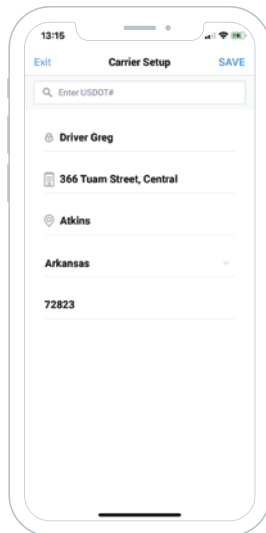 13:15
Exit Carrier Setup SAVE
Enter USDOT#
Driver Greg
366 Tuam Street, Central
Atkins
Arkansas
72823